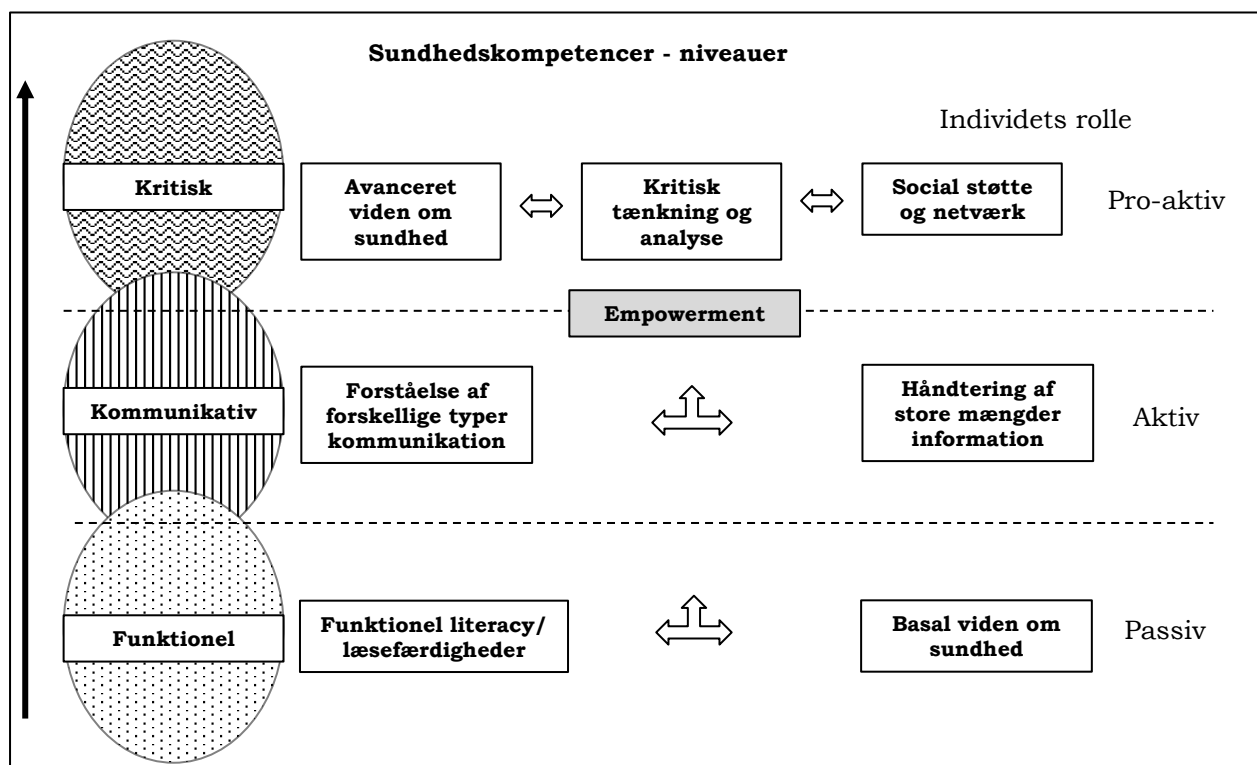 Sundhedskompetencer - niveauer
Individets rolle
Kritisk
Avanceret
viden om
sundhed
Kritisk
tænkning og
analyse
Social støtte
og netværk
Pro-aktiv
Empowerment
Kommunikativ
Forståelse af
forskellige typer
kommunikation
Håndtering af
store mængder
information
Aktiv
Funktionel
Funktionel literacy/
læsefærdigheder
Basal viden om
sundhed
Passiv